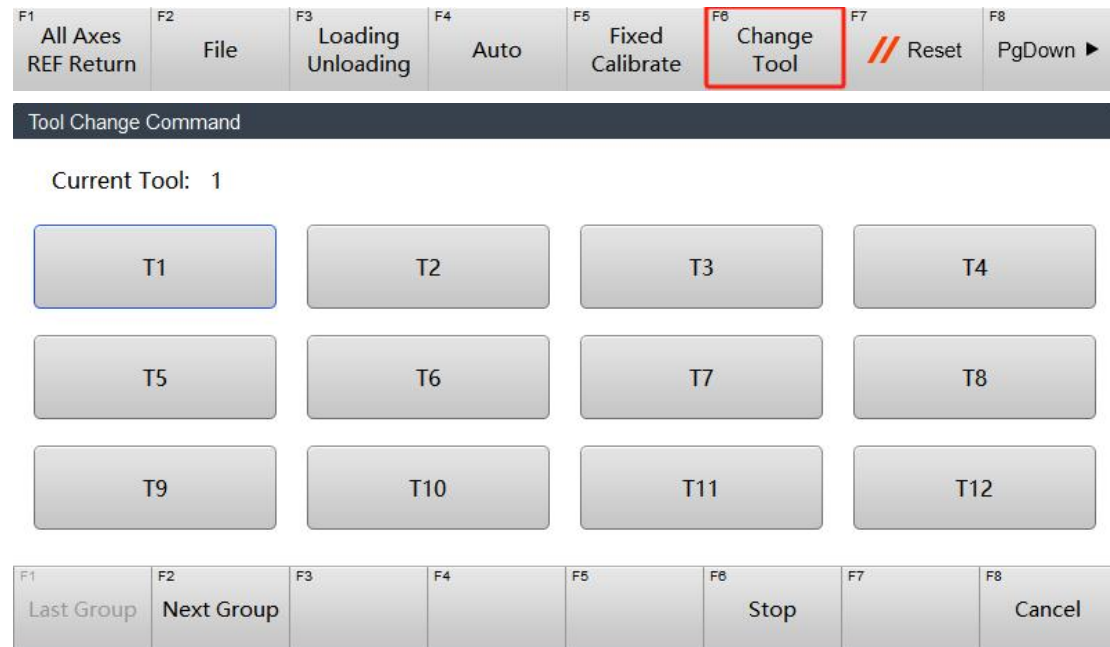 F1 All Axes REF Return
F2 File
F3 Loading Unloading
F4 Auto
F5 Fixed Calibrate
F6 Change Tool
F7 // Reset
F8 PgDown ▶
Tool Change Command
Current Tool: 1
T1 T2 T3 T4
T5 T6 T7 T8
T9 T10 T11 T12
F1 Last Group
F2 Next Group
F3
F4
F5
F6 Stop
F7
F8 Cancel